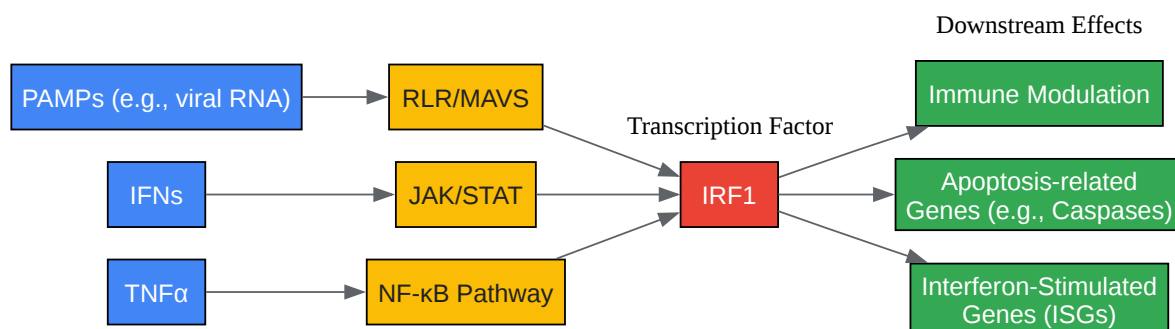 Downstream Effects
PAMPs (e.g., viral RNA)
RLR/MAVS
Immune Modulation
Transcription Factor
IFNs
JAK/STAT
IRF1
Apoptosis-related
Genes (e.g., Caspases)
TNFα
NF-κB Pathway
Interferon-Stimulated
Genes (ISGs)